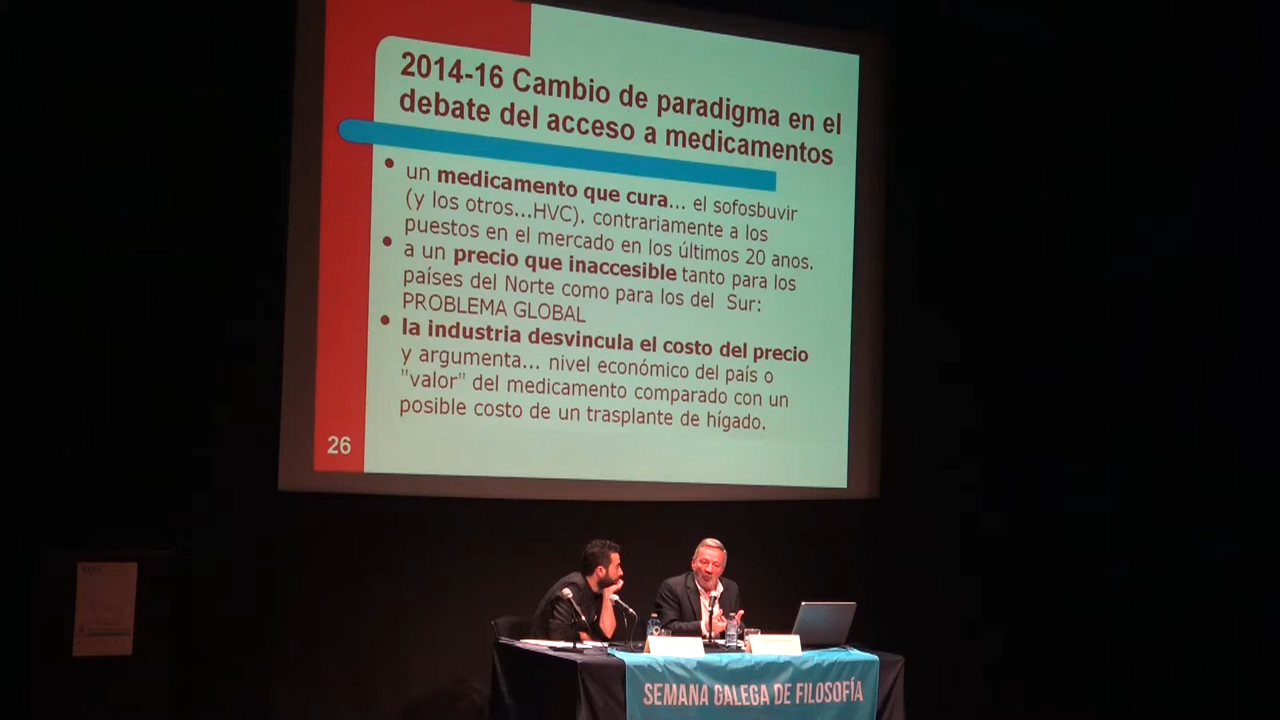 2014-16 Cambio de paradigma en el
debate del acceso a medicamentos
un medicamento que cura... el sofosbuvir
(y los otros...HVC). contrariamente a los
puestos en el mercado en los últimos 20 anos.
a un precio que inaccesible tanto para los
países del Norte como para los del Sur:
PROBLEMA GLOBAL
la industria desvincula el costo del precio
y argumenta... nivel económico del país o
"valor" del medicamento comparado con un
posible costo de un trasplante de hígado.
26
SEMANA GALEGA DE FILOSOFÍA